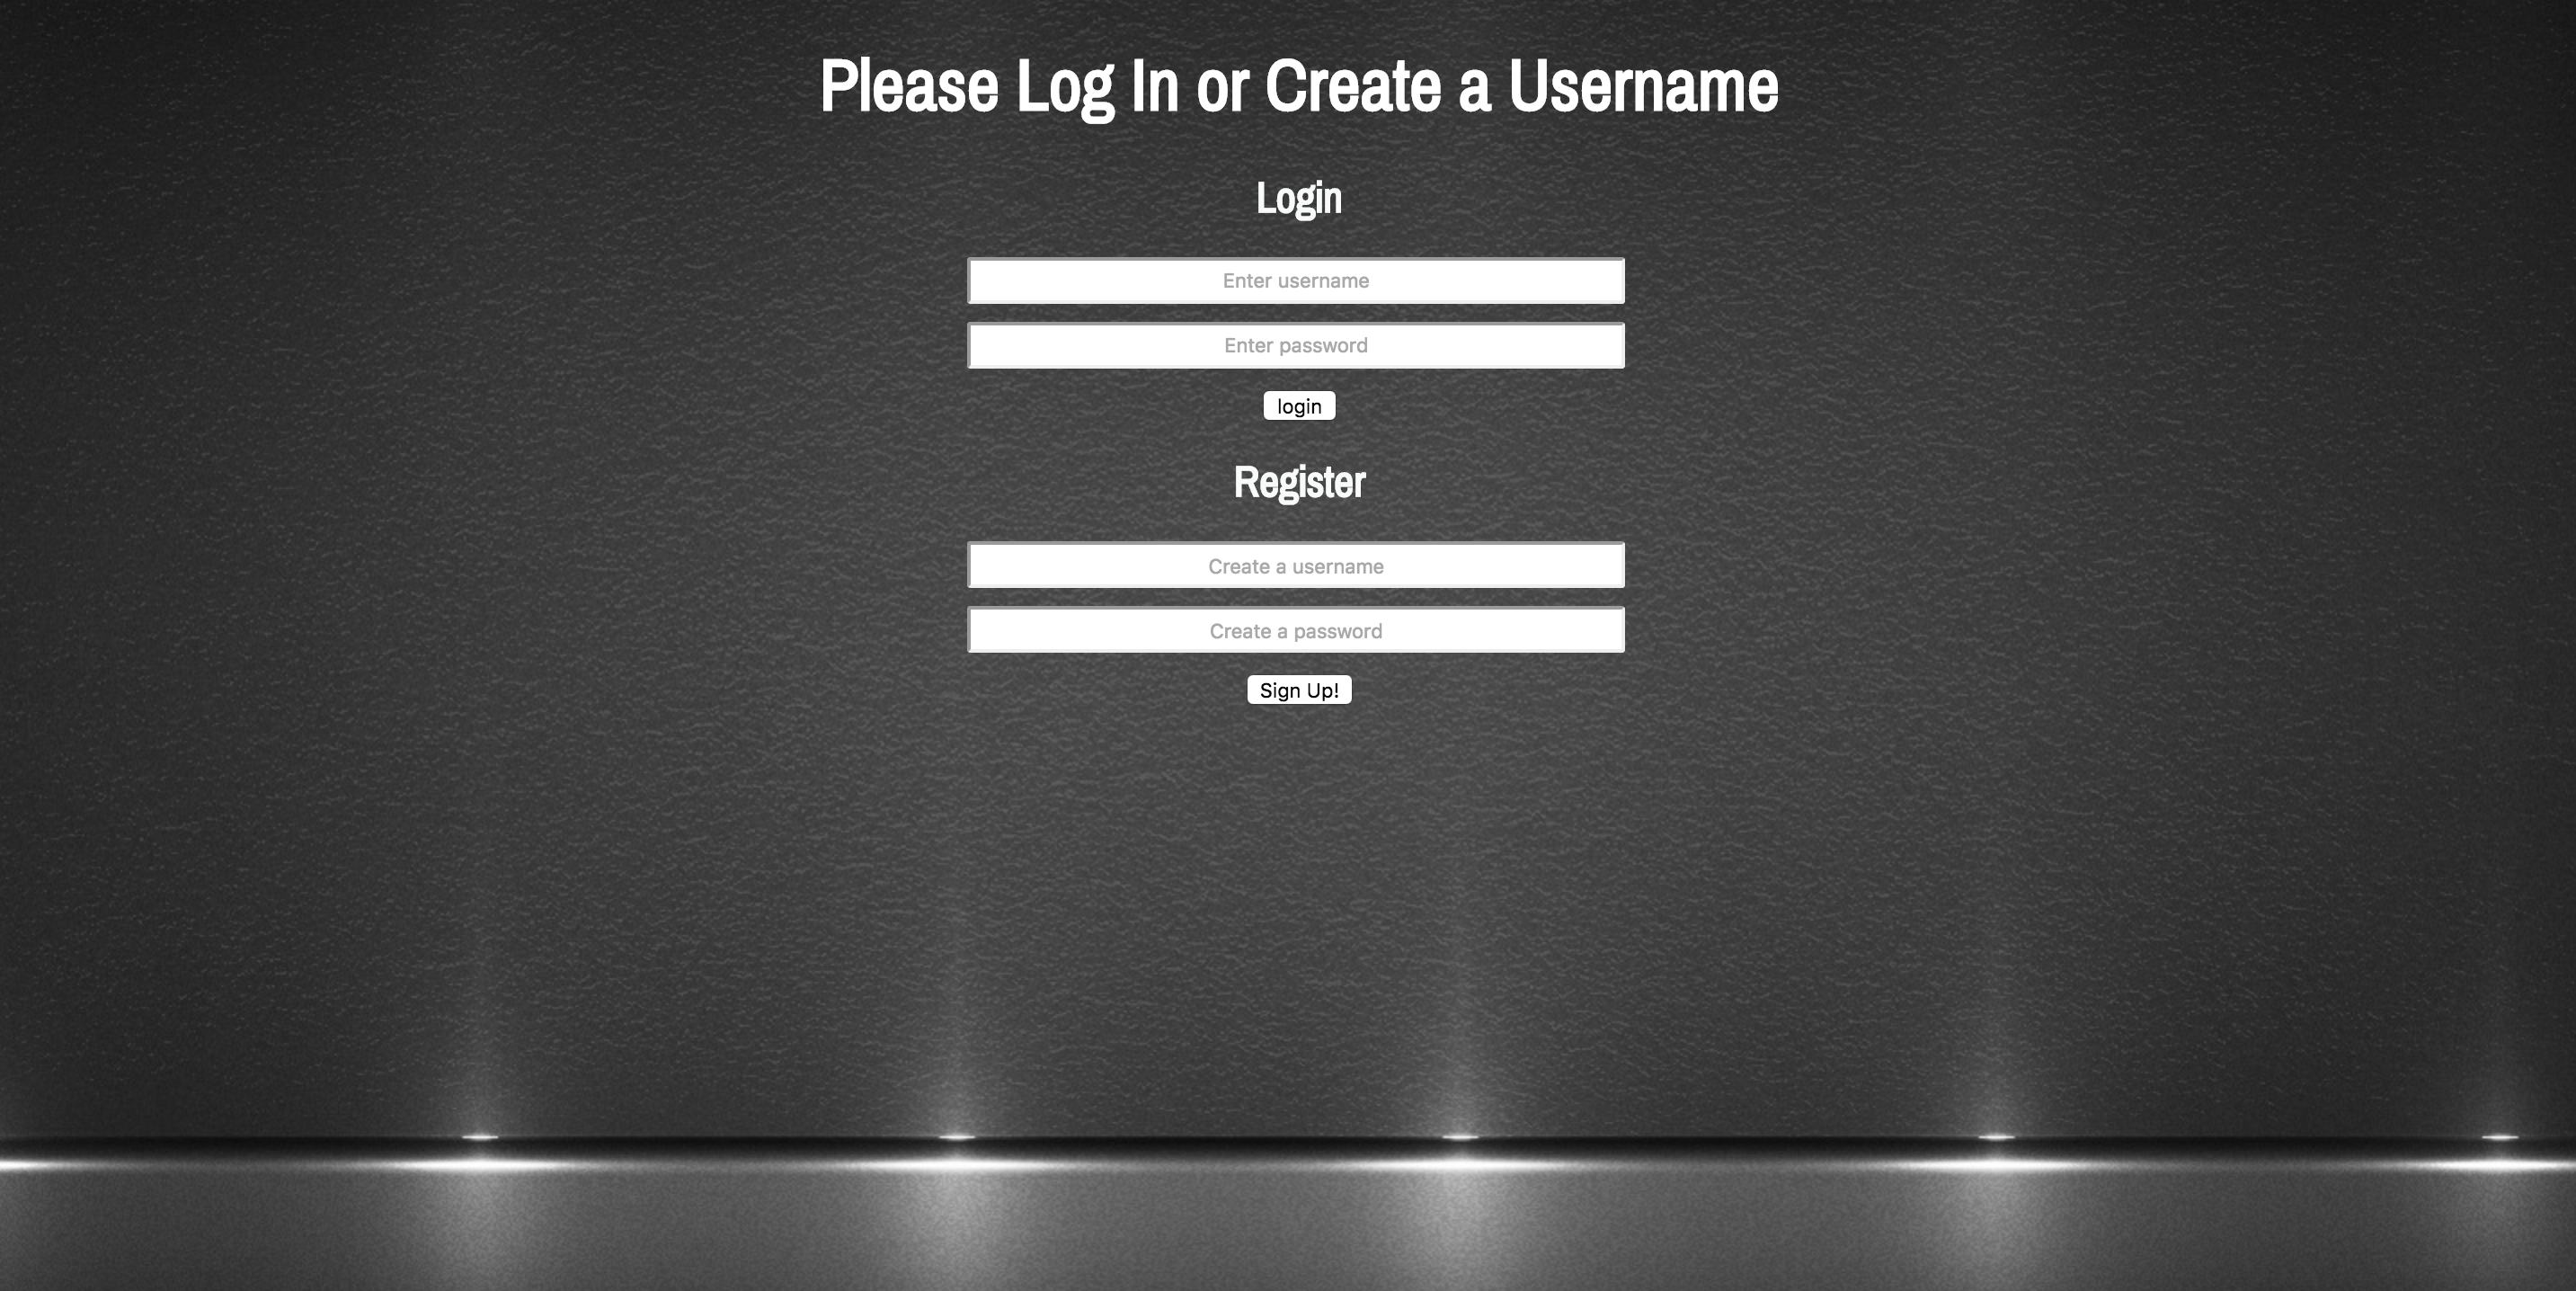 Please Log In or Create a Username
Login
Enter username
Enter password
login
Register
Create a username
Create a password
Sign Up!